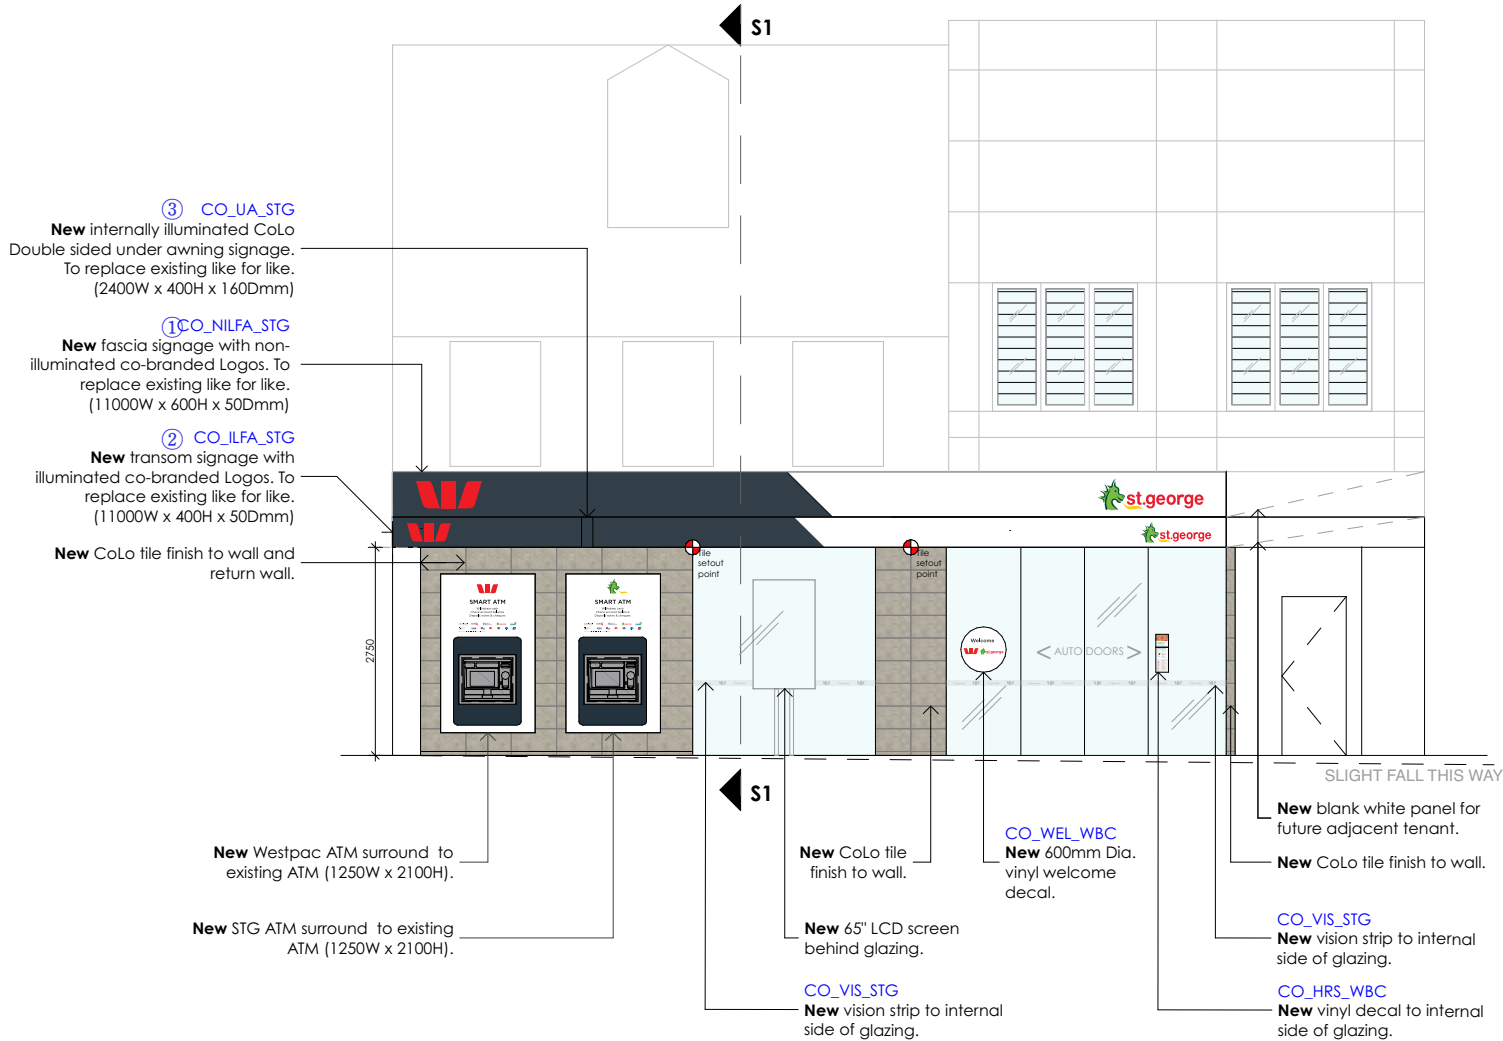 S1
③ CO_UA_STG
New internally illuminated CoLo
Double sided under awning signage.
To replace existing like for like.
(2400W x 400H x 160Dmm)
①CO_NILFA_STG
New fascia signage with non-
illuminated co-branded Logos. To
replace existing like for like.
(11000W x 600H x 50Dmm)
② CO_ILFA_STG
New transom signage with
illuminated co-branded Logos. To
replace existing like for like.
(11000W x 400H x 50Dmm)
New CoLo tile finish to wall and
return wall.
st.george
st.george
tile
setout
point
tile
setout
point
SMART ATM
SMART ATM
2750
Welcome
st.george
< AUTO DOORS >
SLIGHT FALL THIS WAY
S1
New Westpac ATM surround to
existing ATM (1250W x 2100H).
New STG ATM surround to existing
ATM (1250W x 2100H).
New CoLo tile
finish to wall.
New 65" LCD screen
behind glazing.
CO_VIS_STG
New vision strip to internal
side of glazing.
CO_WEL_WBC
New 600mm Dia.
vinyl welcome
decal.
New blank white panel for
future adjacent tenant.
New CoLo tile finish to wall.
CO_VIS_STG
New vision strip to internal
side of glazing.
CO_HRS_WBC
New vinyl decal to internal
side of glazing.